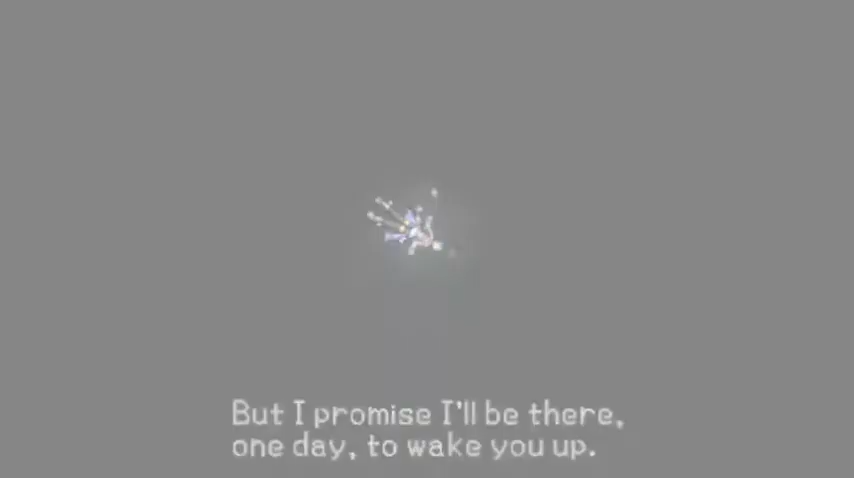 But I promise I'll be there,
one day, to wake you up.